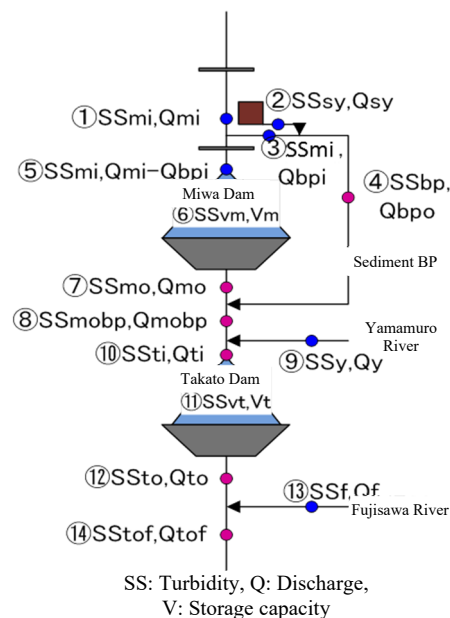 ①SSmi,Qmi
②SSsy,Qsy
③SSmi,
Qbpi
⑤SSmi,Qmi-Qbpi
④SSbp,
Qbpo
Miwa Dam
⑥SSvm,Vm
Sediment BP
⑦SSmo,Qmo
⑧SSmobp,Qmobp
Yamamuro
River
⑩SSti,Qti
⑨SSy,Qy
Takato Dam
⑪SSvt,Vt
⑫SSto,Qto
⑬SSf,Qf
Fujisawa River
⑭SStof,Qtof
SS: Turbidity, Q: Discharge,
V: Storage capacity